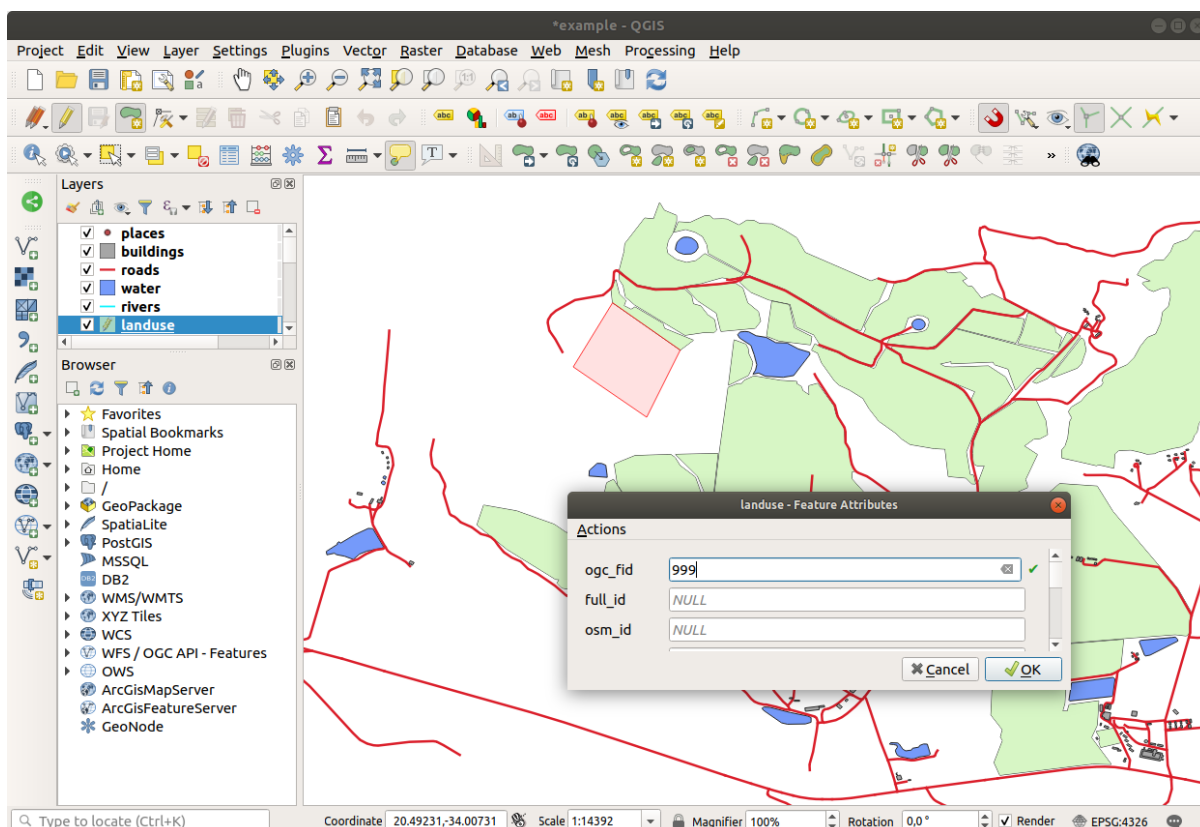 *example - QGIS
Project Edit View Layer Settings Plugins Vector Raster Database Web Mesh Processing Help
Layers
places
buildings
roads
water
rivers
landuse
Browser
Favorites
Spatial Bookmarks
Project Home
Home
/
GeoPackage
SpatiaLite
PostGIS
MSSQL
DB2
WMS/WMTS
XYZ Tiles
WCS
WFS / OGC API - Features
OWS
ArcGisMapServer
ArcGisFeatureServer
GeoNode
landuse - Feature Attributes
Actions
ogc_fid 999
full_id NULL
osm_id NULL
Cancel OK
Type to locate (Ctrl+K) Coordinate 20.49231,-34.00731 Scale 1:14392 Magnifier 100% Rotation 0,0 ° Render EPSG:4326